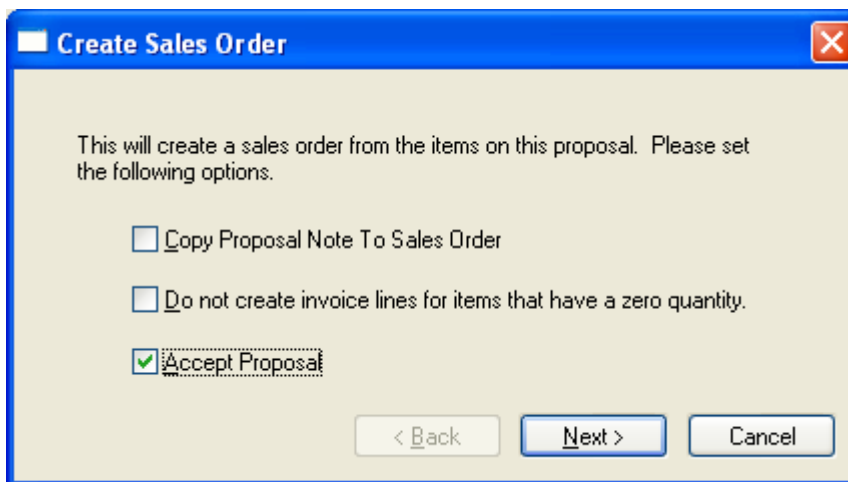 Create Sales Order
This will create a sales order from the items on this proposal. Please set
the following options.
Copy Proposal Note To Sales Order
Do not create invoice lines for items that have a zero quantity.
Accept Proposal
< Back Next > Cancel